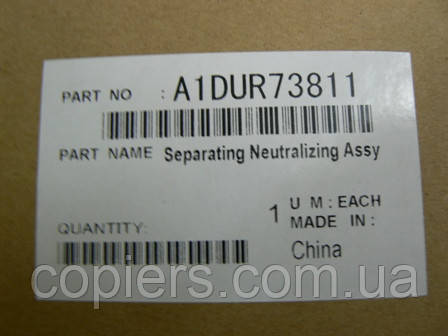 PART NO : A1DUR73811
PART NAME Separating Neutralizing Assy
QUANTITY: 1 U M : EACH
MADE IN :
China
copiers.com.ua